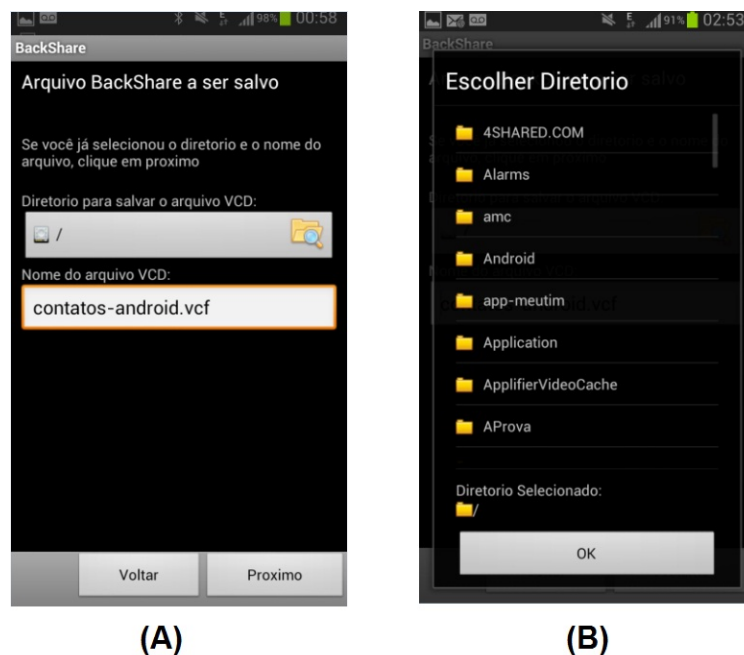 98% 00:58
BackShare
Arquivo BackShare a ser salvo
Se você já selecionou o diretorio e o nome do
arquivo, clique em proximo
Diretorio para salvar o arquivo VCD:
/
Nome do arquivo VCD:
contatos-android.vcf
Voltar Proximo
(A)
E 91% 02:53
BackShare
Escolher Diretorio
4SHARED.COM
Alarms
amc
Android
app-meutim
Application
ApplifierVideoCache
AProva
Diretorio Selecionado:
/
OK
(B)